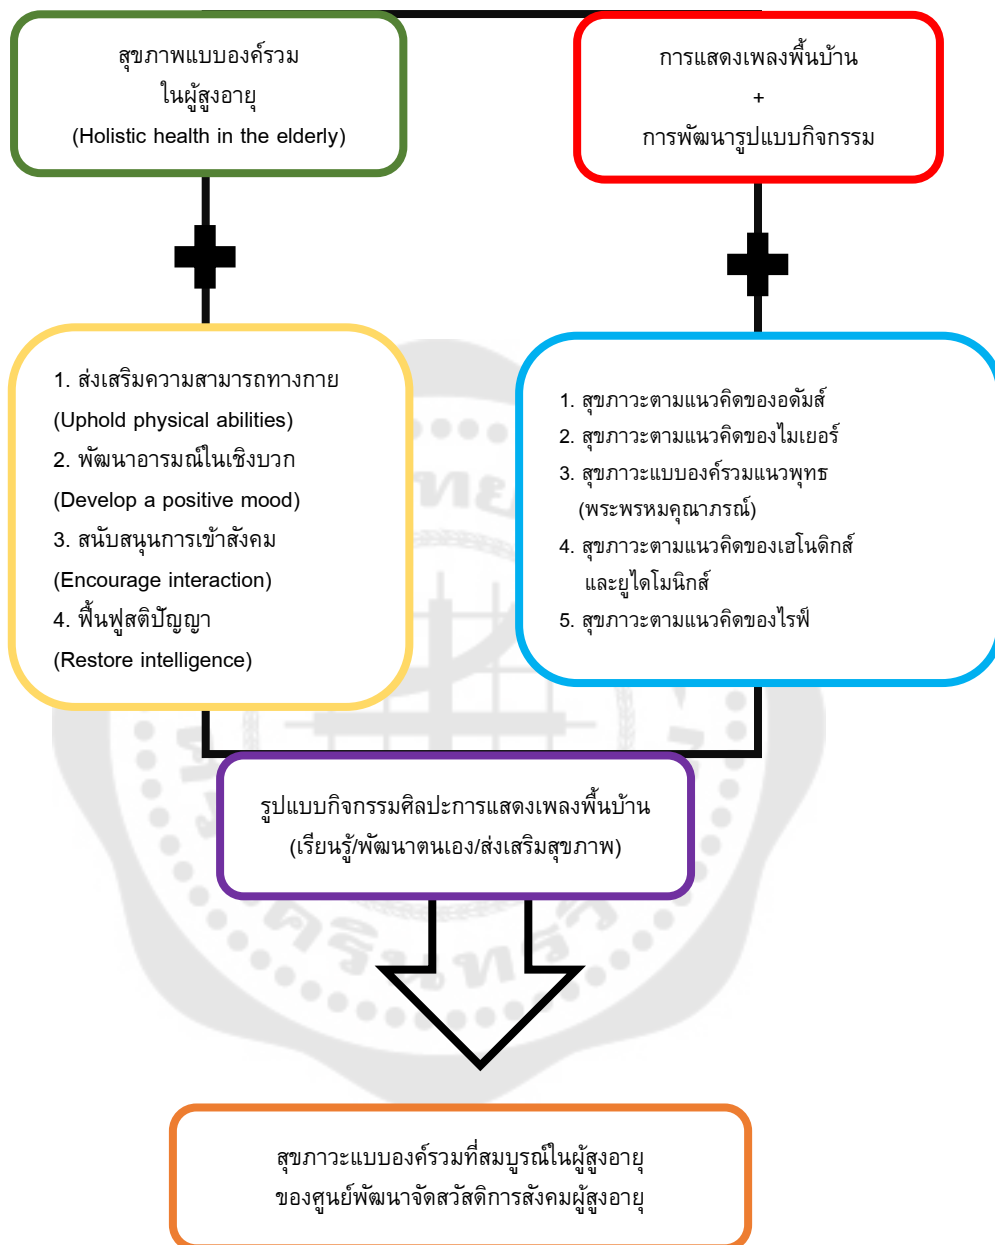 สุขภาพแบบองค์รวม
ในผู้สูงอายุ
(Holistic health in the elderly)
การแสดงเพลงพื้นบ้าน
+
การพัฒนารูปแบบกิจกรรม
1. ส่งเสริมความสามารถทางกาย
(Uphold physical abilities)
2. พัฒนาอารมณ์ในเชิงบวก
(Develop a positive mood)
3. สนับสนุนการเข้าสังคม
(Encourage interaction)
4. ฟื้นฟูสติปัญญา
(Restore intelligence)
1. สุขภาวะตามแนวคิดของอดัมส์
2. สุขภาวะตามแนวคิดของไมเยอร์
3. สุขภาวะแบบองค์รวมแนวพุทธ
(พระพรหมคุณาภรณ์)
4. สุขภาวะตามแนวคิดของเฮโนดิกส์
และยูไดโมนิกส์
5. สุขภาวะตามแนวคิดของไรฟ์
รูปแบบกิจกรรมศิลปะการแสดงเพลงพื้นบ้าน
(เรียนรู้/พัฒนาตนเอง/ส่งเสริมสุขภาพ)
สุขภาวะแบบองค์รวมที่สมบูรณ์ในผู้สูงอายุ
ของศูนย์พัฒนาจัดสวัสดิการสังคมผู้สูงอายุ